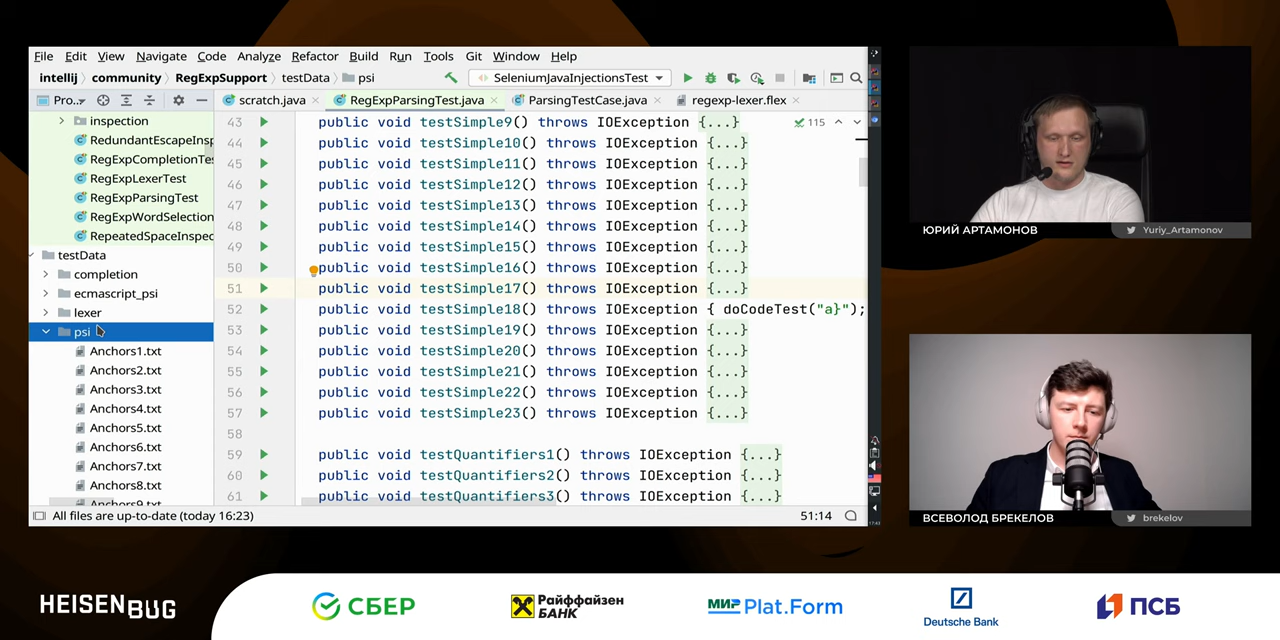 File Edit View Navigate Code Analyze Refactor Build Run Tools Git Window Help
intellij community RegExpSupport testData psi SeleniumJavaInjectionsTest
Pro... scratch.java RegExpParsingTest.java ParsingTestCase.java regexp-lexer.flex
inspection
RedundantEscapeInsp
RegExpCompletionTes
RegExpLexerTest
RegExpParsingTest
RegExpWordSelection
RepeatedSpaceInspec
testData
completion
ecmascript_psi
lexer
psi
Anchors1.txt
Anchors2.txt
Anchors3.txt
Anchors4.txt
Anchors5.txt
Anchors6.txt
Anchors7.txt
Anchors8.txt
Anchors9.txt
43 public void testSimple9() throws IOException {...} 115
44 public void testSimple10() throws IOException {...}
45 public void testSimple11() throws IOException {...}
46 public void testSimple12() throws IOException {...}
47 public void testSimple13() throws IOException {...}
48 public void testSimple14() throws IOException {...}
49 public void testSimple15() throws IOException {...}
50 public void testSimple16() throws IOException {...}
51 public void testSimple17() throws IOException {...}
52 public void testSimple18() throws IOException { doCodeTest("a}");
53 public void testSimple19() throws IOException {...}
54 public void testSimple20() throws IOException {...}
55 public void testSimple21() throws IOException {...}
56 public void testSimple22() throws IOException {...}
57 public void testSimple23() throws IOException {...}
58
59 public void testQuantifiers1() throws IOException {...}
60 public void testQuantifiers2() throws IOException {...}
61 public void testQuantifiers3() throws IOException {...}
All files are up-to-date (today 16:23) 51:14
ЮРИЙ АРТАМОНОВ Yuriy_Artamonov
ВСЕВОЛОД БРЕКЕЛОВ brekelov
HEISENBUG
СБЕР
Райффайзен
БАНК
МИР Plat.Form
Deutsche Bank
ПСБ